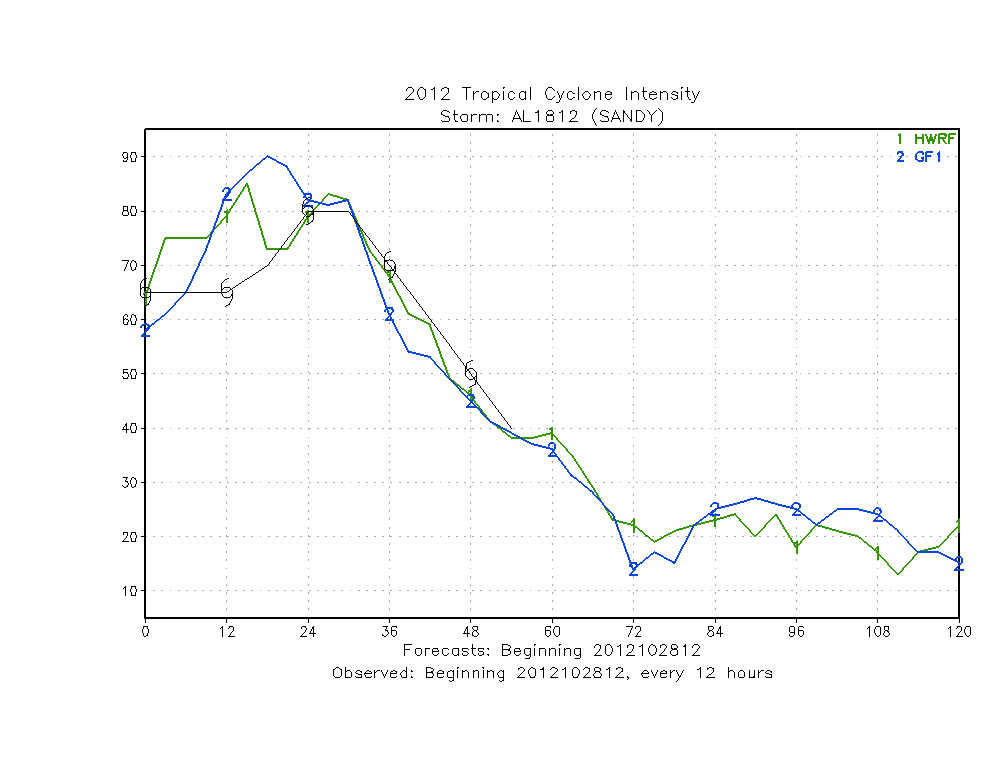 2012 Tropical Cyclone Intensity
Storm: AL1812 (SANDY)
1 HWRF
2 GF1
90
80
70
60
50
40
30
20
10
0 12 24 36 48 60 72 84 96 108 120
Forecasts: Beginning 2012102812
Observed: Beginning 2012102812, every 12 hours